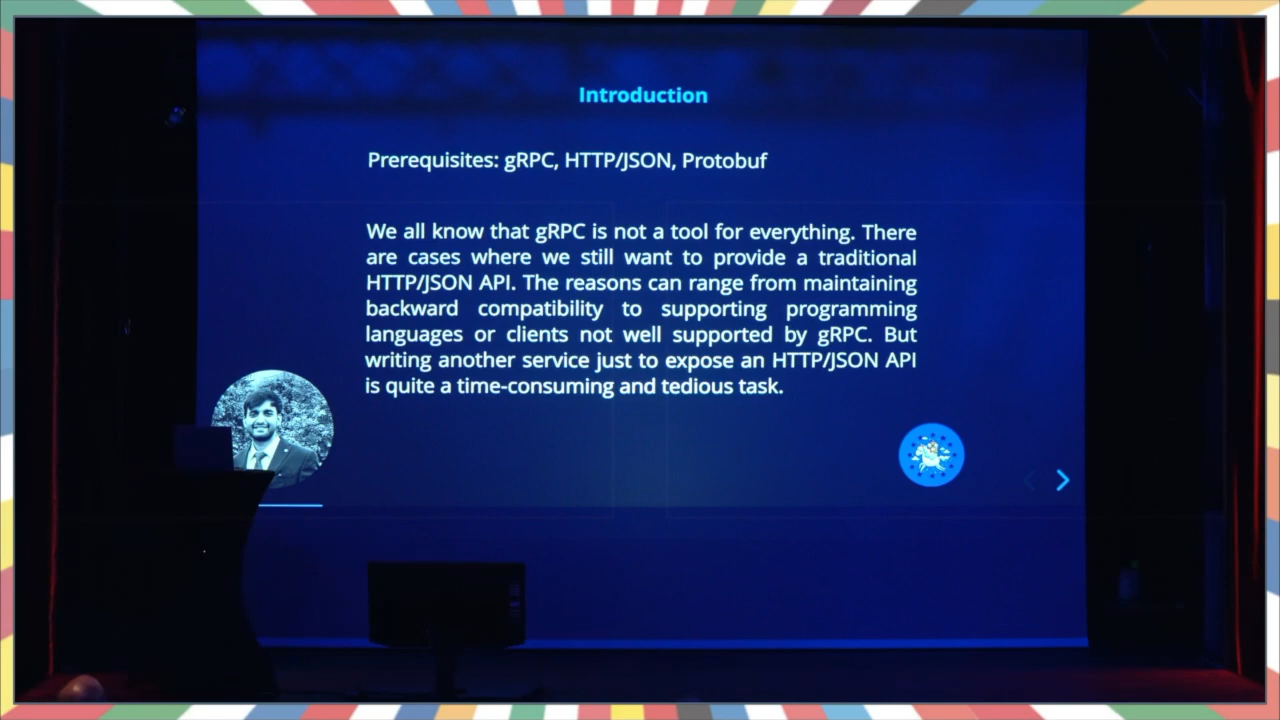 Introduction
Prerequisites: gRPC, HTTP/JSON, Protobuf
We all know that gRPC is not a tool for everything. There
are cases where we still want to provide a traditional
HTTP/JSON API. The reasons can range from maintaining
backward compatibility to supporting programming
languages or clients not well supported by gRPC. But
writing another service just to expose an HTTP/JSON API
is quite a time-consuming and tedious task.